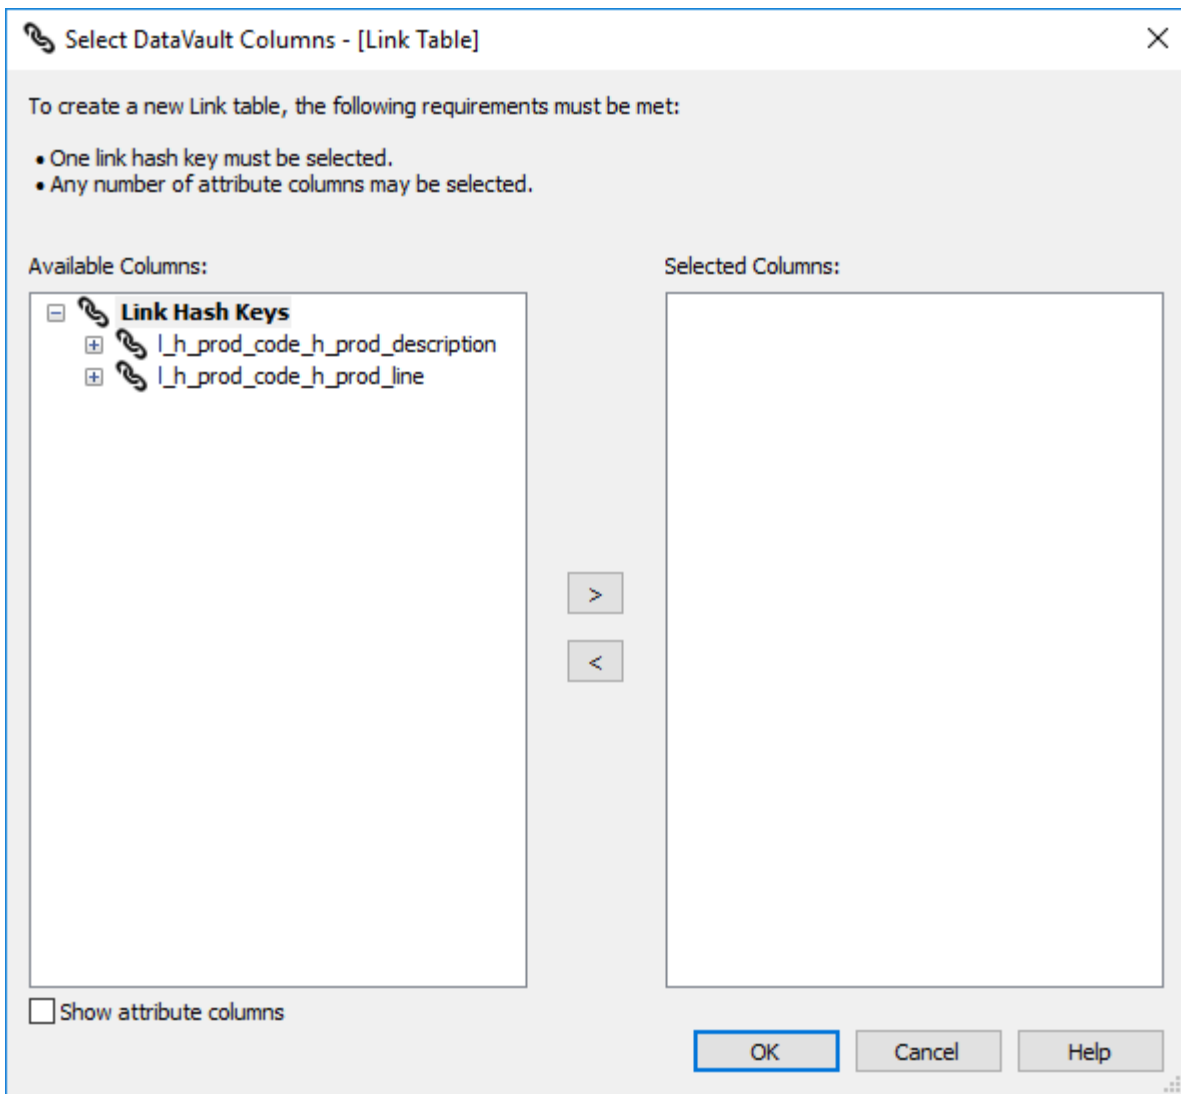 Select DataVault Columns - [Link Table]
To create a new Link table, the following requirements must be met:
• One link hash key must be selected.
• Any number of attribute columns may be selected.
Available Columns:
Selected Columns:
Link Hash Keys
l_h_prod_code_h_prod_description
l_h_prod_code_h_prod_line
>
<
Show attribute columns
OK
Cancel
Help